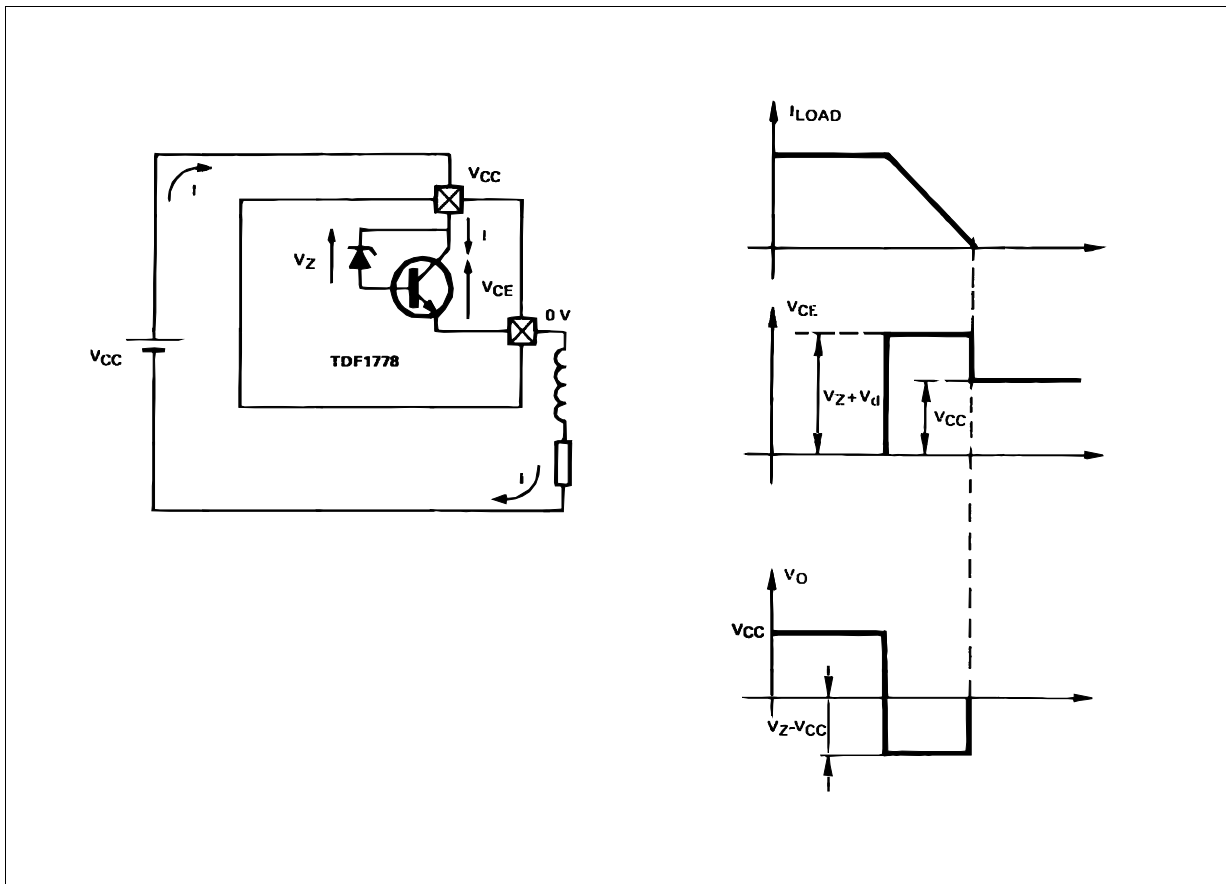 VCC
I
VCC
I
VZ
VCE
0 V
TDF1778
I
ILOAD
VCE
VZ+Vd
VCC
VO
VCC
VZ–VCC